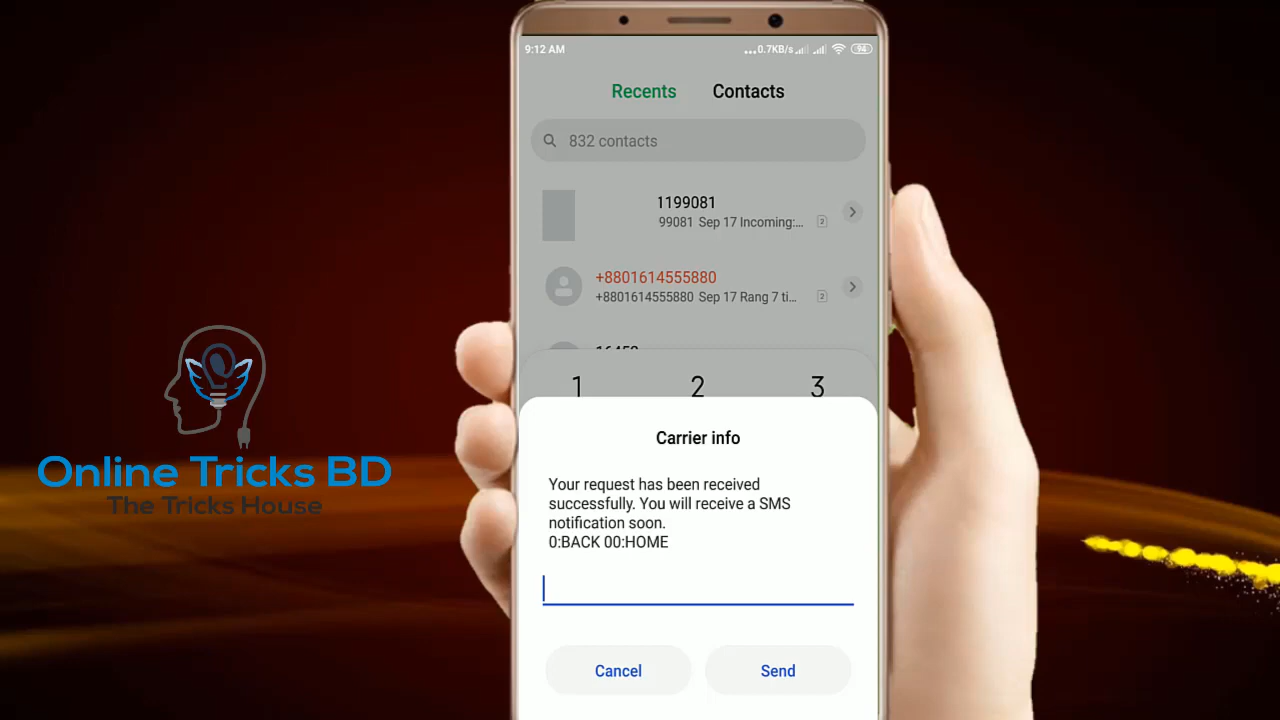 9:12 AM
...0.7KB/s
94
Recents
Contacts
832 contacts
1199081
99081 Sep 17 Incoming:...
2
+8801614555880
+8801614555880 Sep 17 Rang 7 ti...
2
1 2 3
Carrier info
Your request has been received
successfully. You will receive a SMS
notification soon.
0:BACK 00:HOME
Cancel
Send
Online Tricks BD
The Tricks House